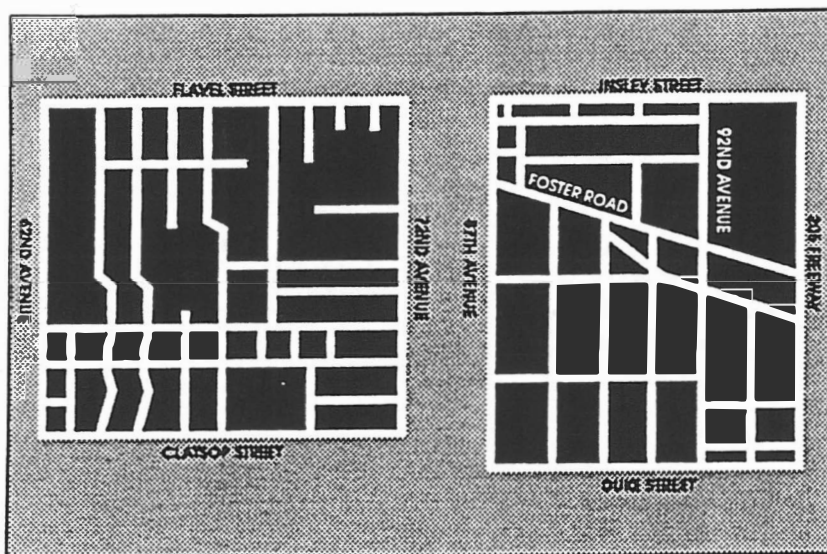 FLAVEL STREET
62ND AVENUE
72ND AVENUE
CLATSOP STREET
INSLEY STREET
87TH AVENUE
FOSTER ROAD
92ND AVENUE
205 FREEWAY
DUKE STREET